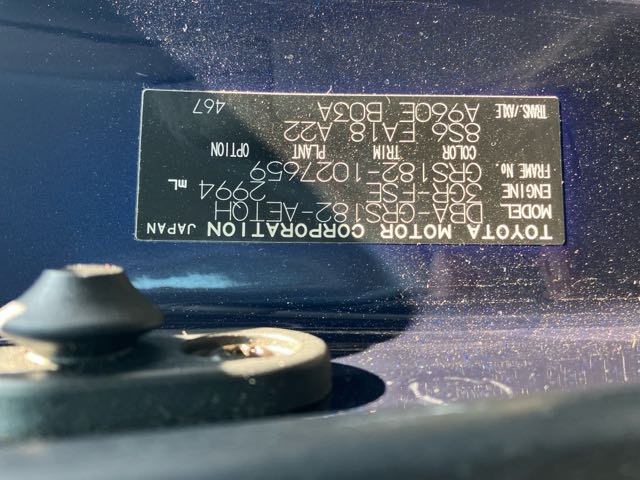 TOYOTA MOTOR CORPORATION JAPAN
MODEL DBA-GRS182-AETQH
ENGINE 3GR-FSE 2994 mL
FRAME No. GRS182-1027659
COLOR TRIM PLANT OPTION
8S6 FA18 A22
TRANS./AXLE A960E B03A 467